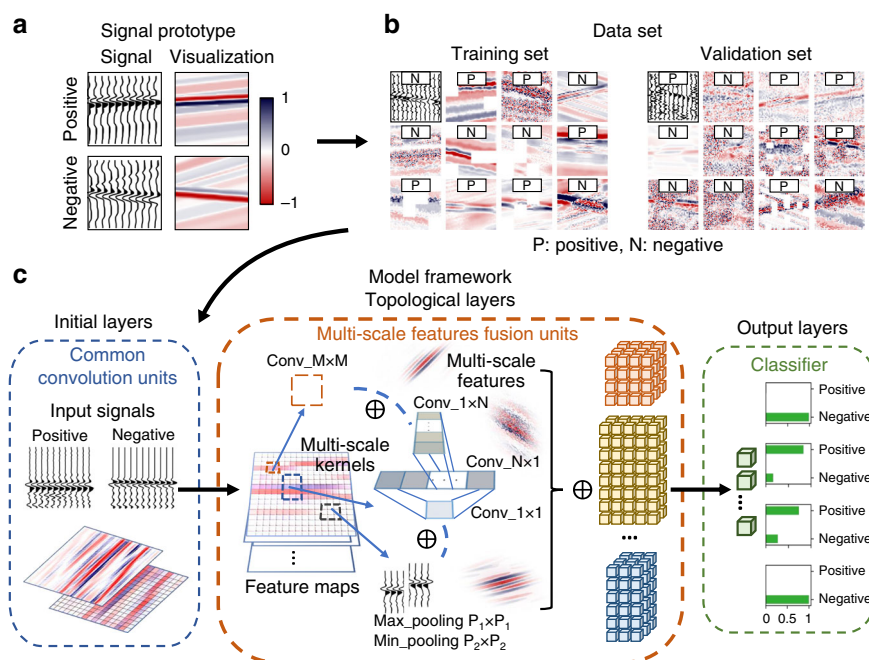 a
Signal prototype
Signal Visualization
Positive
Negative
1
0
−1
b
Data set
Training set
Validation set
N P P N
N N N P
P P P N
P N P P
N N P P
N N N N
P: positive, N: negative
c
Model framework
Topological layers
Initial layers
Common
convolution units
Input signals
Positive Negative
Multi-scale features fusion units
Conv_M×M
Multi-scale
features
Conv_1×N
Multi-scale
kernels
Conv_N×1
Conv_1×1
Feature maps
Max_pooling P₁×P₁
Min_pooling P₂×P₂
Output layers
Classifier
Positive
Negative
Positive
Negative
Positive
Negative
Positive
Negative
0 0.5 1